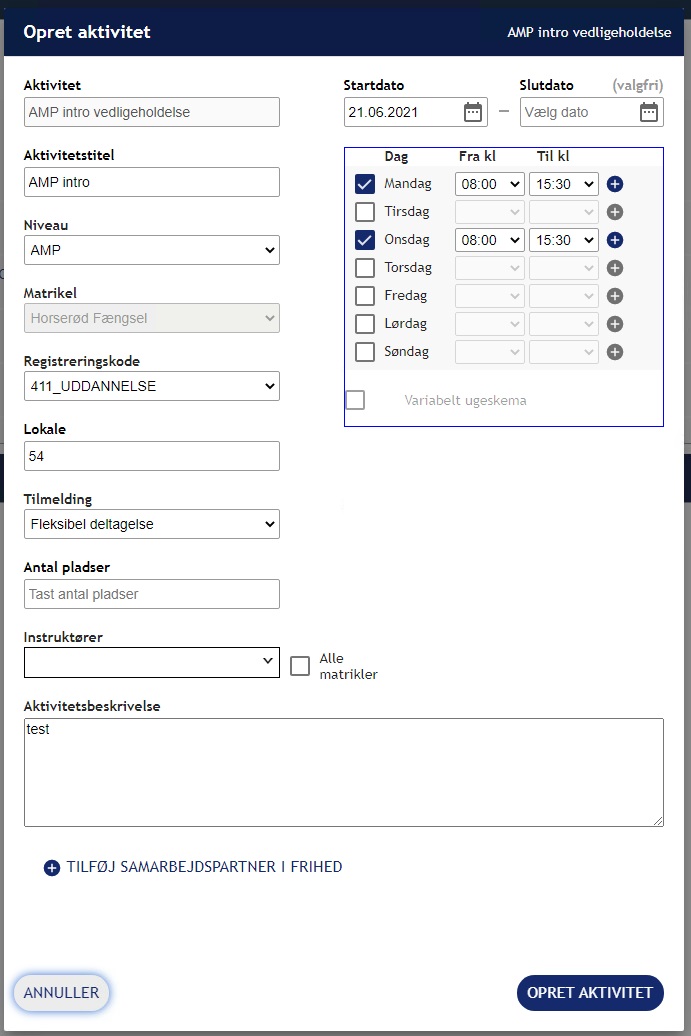 Opret aktivitet
AMP intro vedligeholdelse
Aktivitet
AMP intro vedligeholdelse
Aktivitetstitel
AMP intro
Niveau
AMP
Matrikel
Horserød Fængsel
Registreringskode
411_UDDANNELSE
Lokale
54
Tilmelding
Fleksibel deltagelse
Antal pladser
Tast antal pladser
Instruktører
Alle
matrikler
Startdato
21.06.2021
–
Slutdato (valgfri)
Vælg dato
Dag Fra kl Til kl
Mandag 08:00 15:30
Tirsdag
Onsdag 08:00 15:30
Torsdag
Fredag
Lørdag
Søndag
Variabelt ugeskema
Aktivitetsbeskrivelse
test
TILFØJ SAMARBEJDSPARTNER I FRIHED
ANNULLER
OPRET AKTIVITET